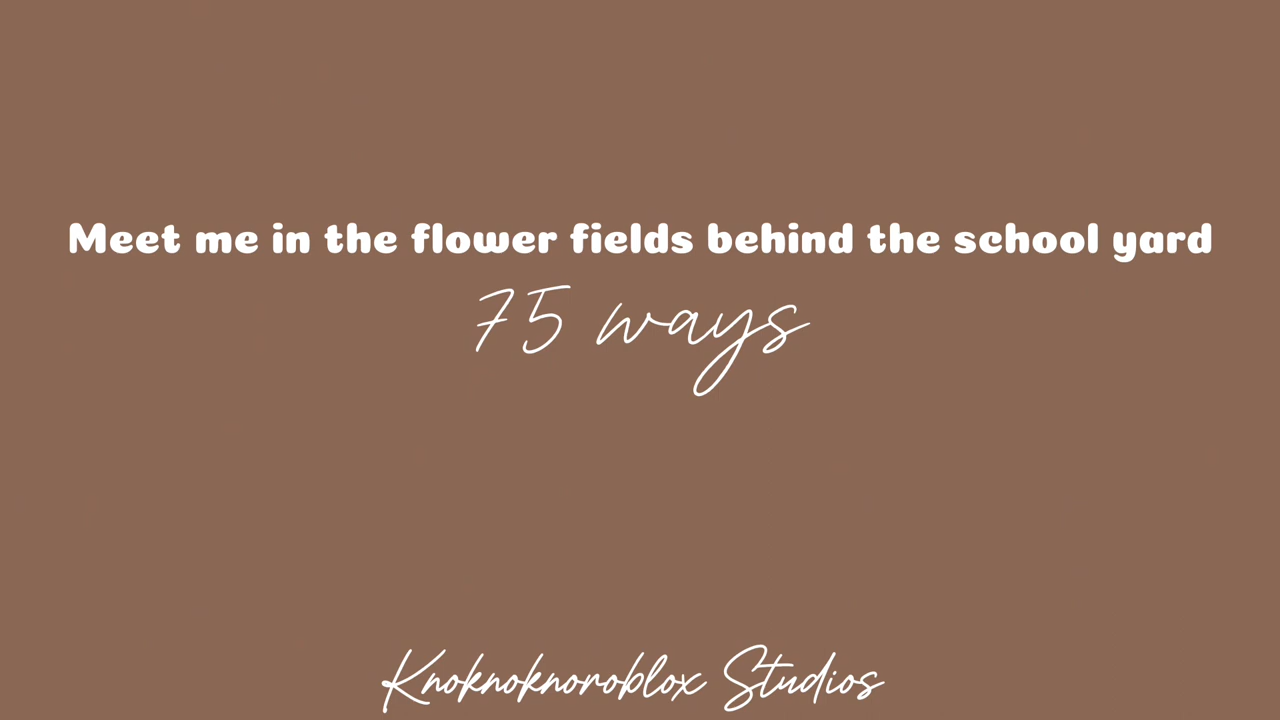 Meet me in the flower fields behind the school yard
75 ways
Knoknoknoroblox Studios